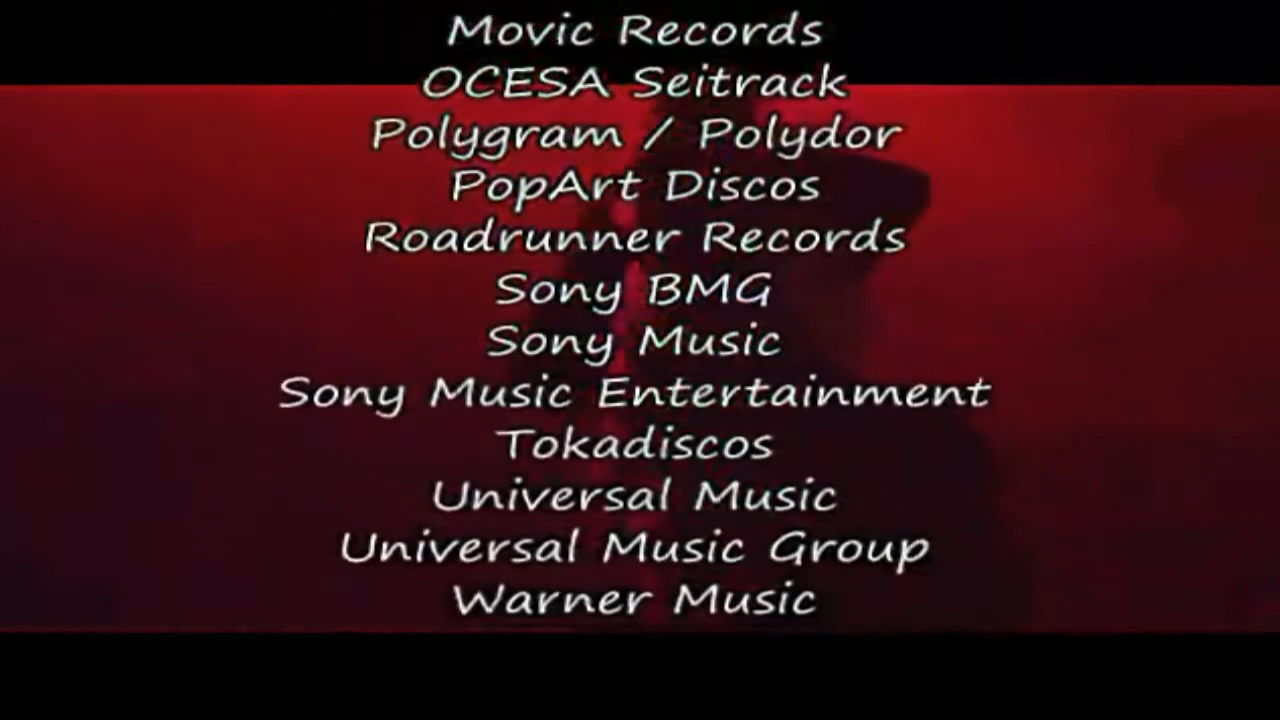 Movic Records
OCESA Seitrack
Polygram / Polydor
PopArt Discos
Roadrunner Records
Sony BMG
Sony Music
Sony Music Entertainment
Tokadiscos
Universal Music
Universal Music Group
Warner Music